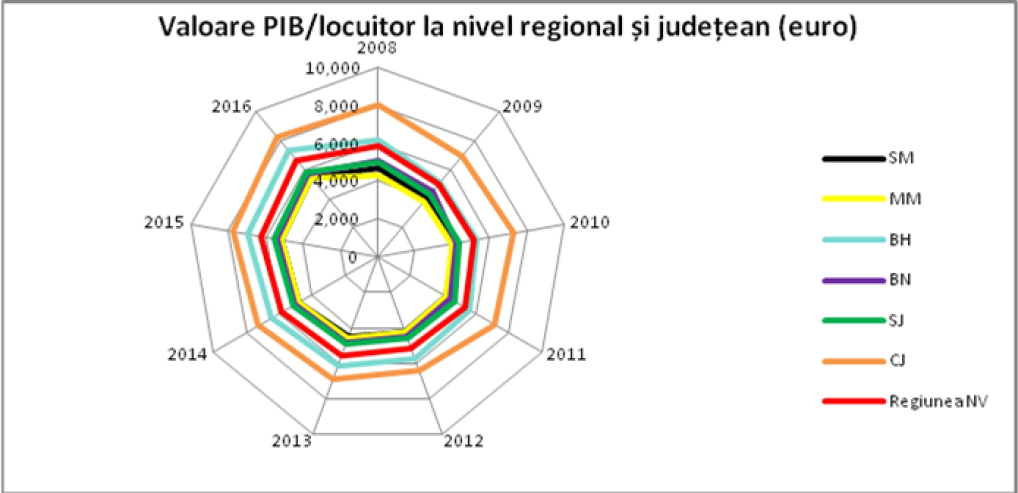 Valoare PIB/locuitor la nivel regional și județean (euro)
2008
10,000
2016
2009
8,000
6,000
4,000
2,000
0
2015
2010
2014
2011
2013
2012
SM
MM
BH
BN
SJ
CJ
Regiunea NV